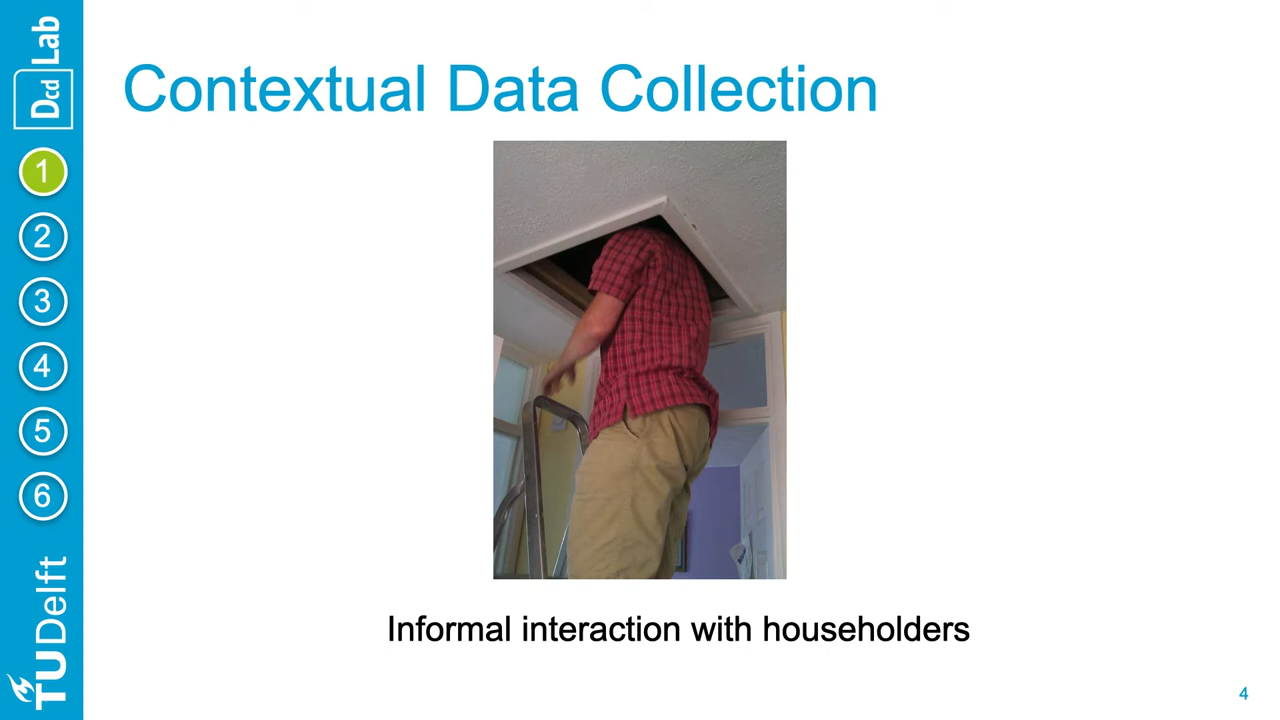 Contextual Data Collection
Informal interaction with householders
Dcd Lab
1
2
3
4
5
6
TUDelft
4